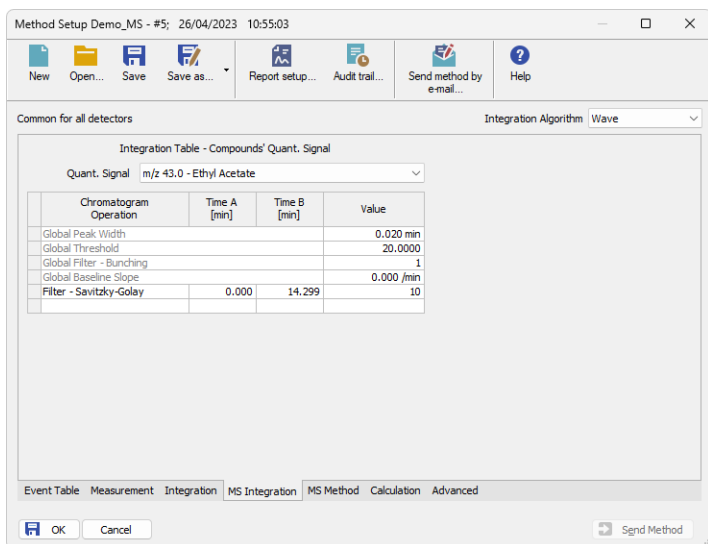 Method Setup Demo_MS - #5; 26/04/2023 10:55:03
New Open... Save Save as... Report setup... Audit trail... Send method by e-mail... Help
Common for all detectors Integration Algorithm Wave
Integration Table - Compounds' Quant. Signal
Quant. Signal m/z 43.0 - Ethyl Acetate
Chromatogram Operation Time A [min] Time B [min] Value
Global Peak Width 0.020 min
Global Threshold 20.0000
Global Filter - Bunching 1
Global Baseline Slope 0.000 /min
Filter - Savitzky-Golay 0.000 14.299 10
Event Table Measurement Integration MS Integration MS Method Calculation Advanced
OK Cancel Send Method